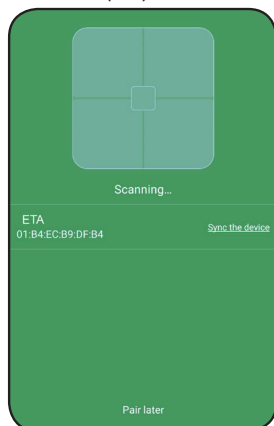 Scanning...
ETA
01:B4:EC:B9:DF:B4
Sync the device
Pair later